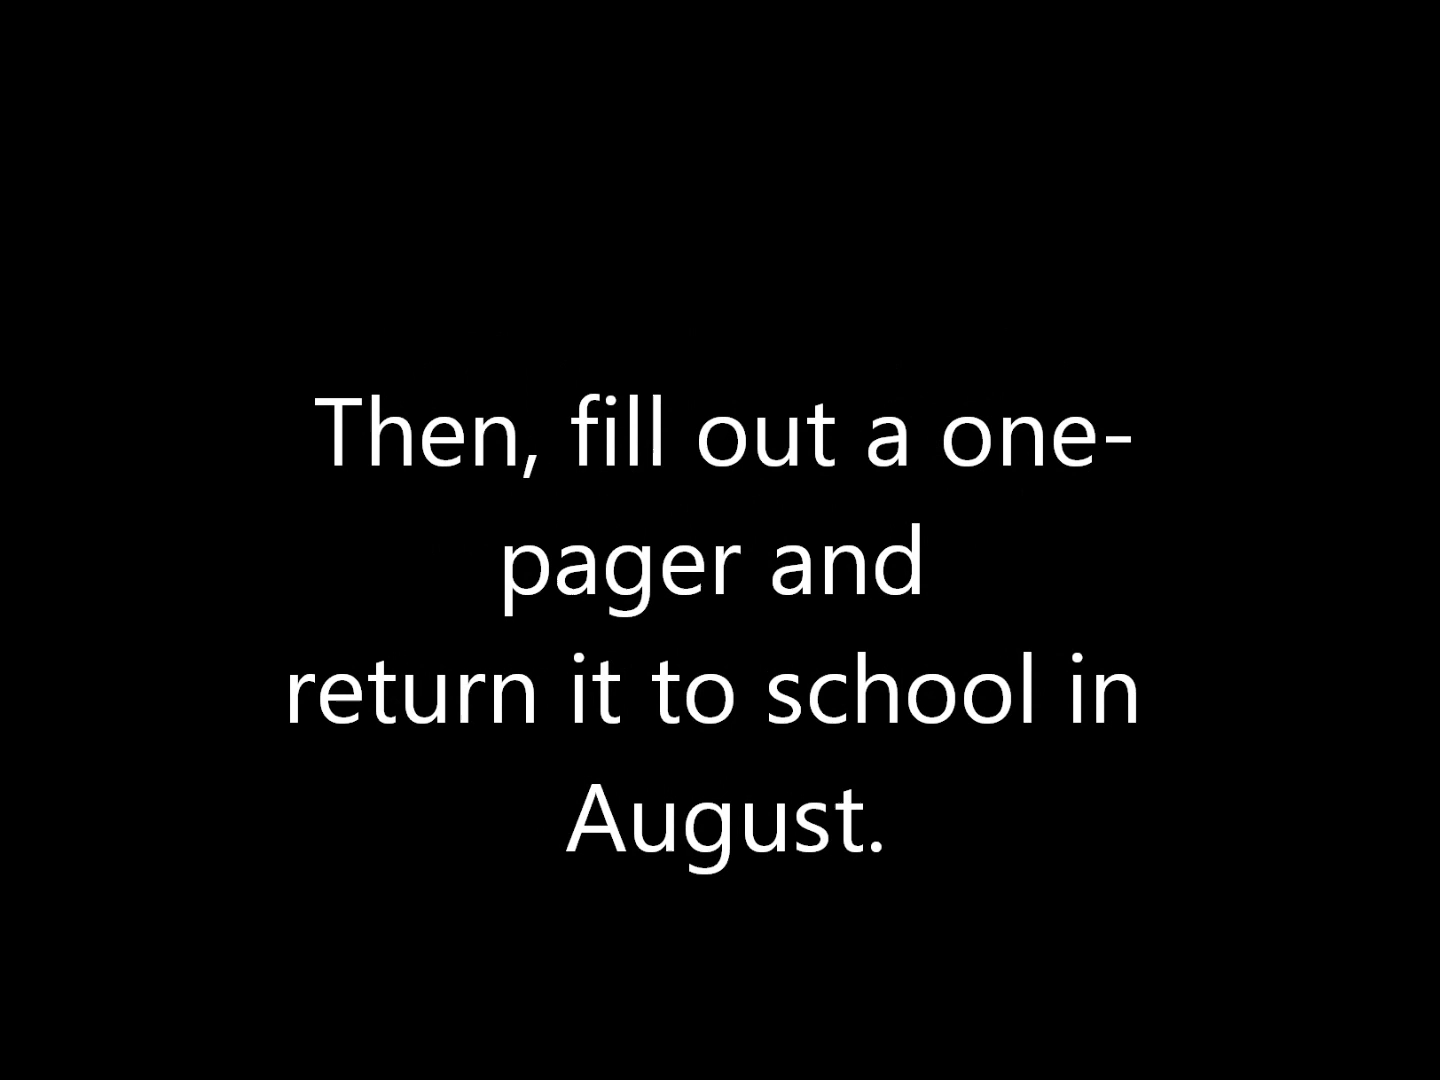 Then, fill out a one-
pager and
return it to school in
August.